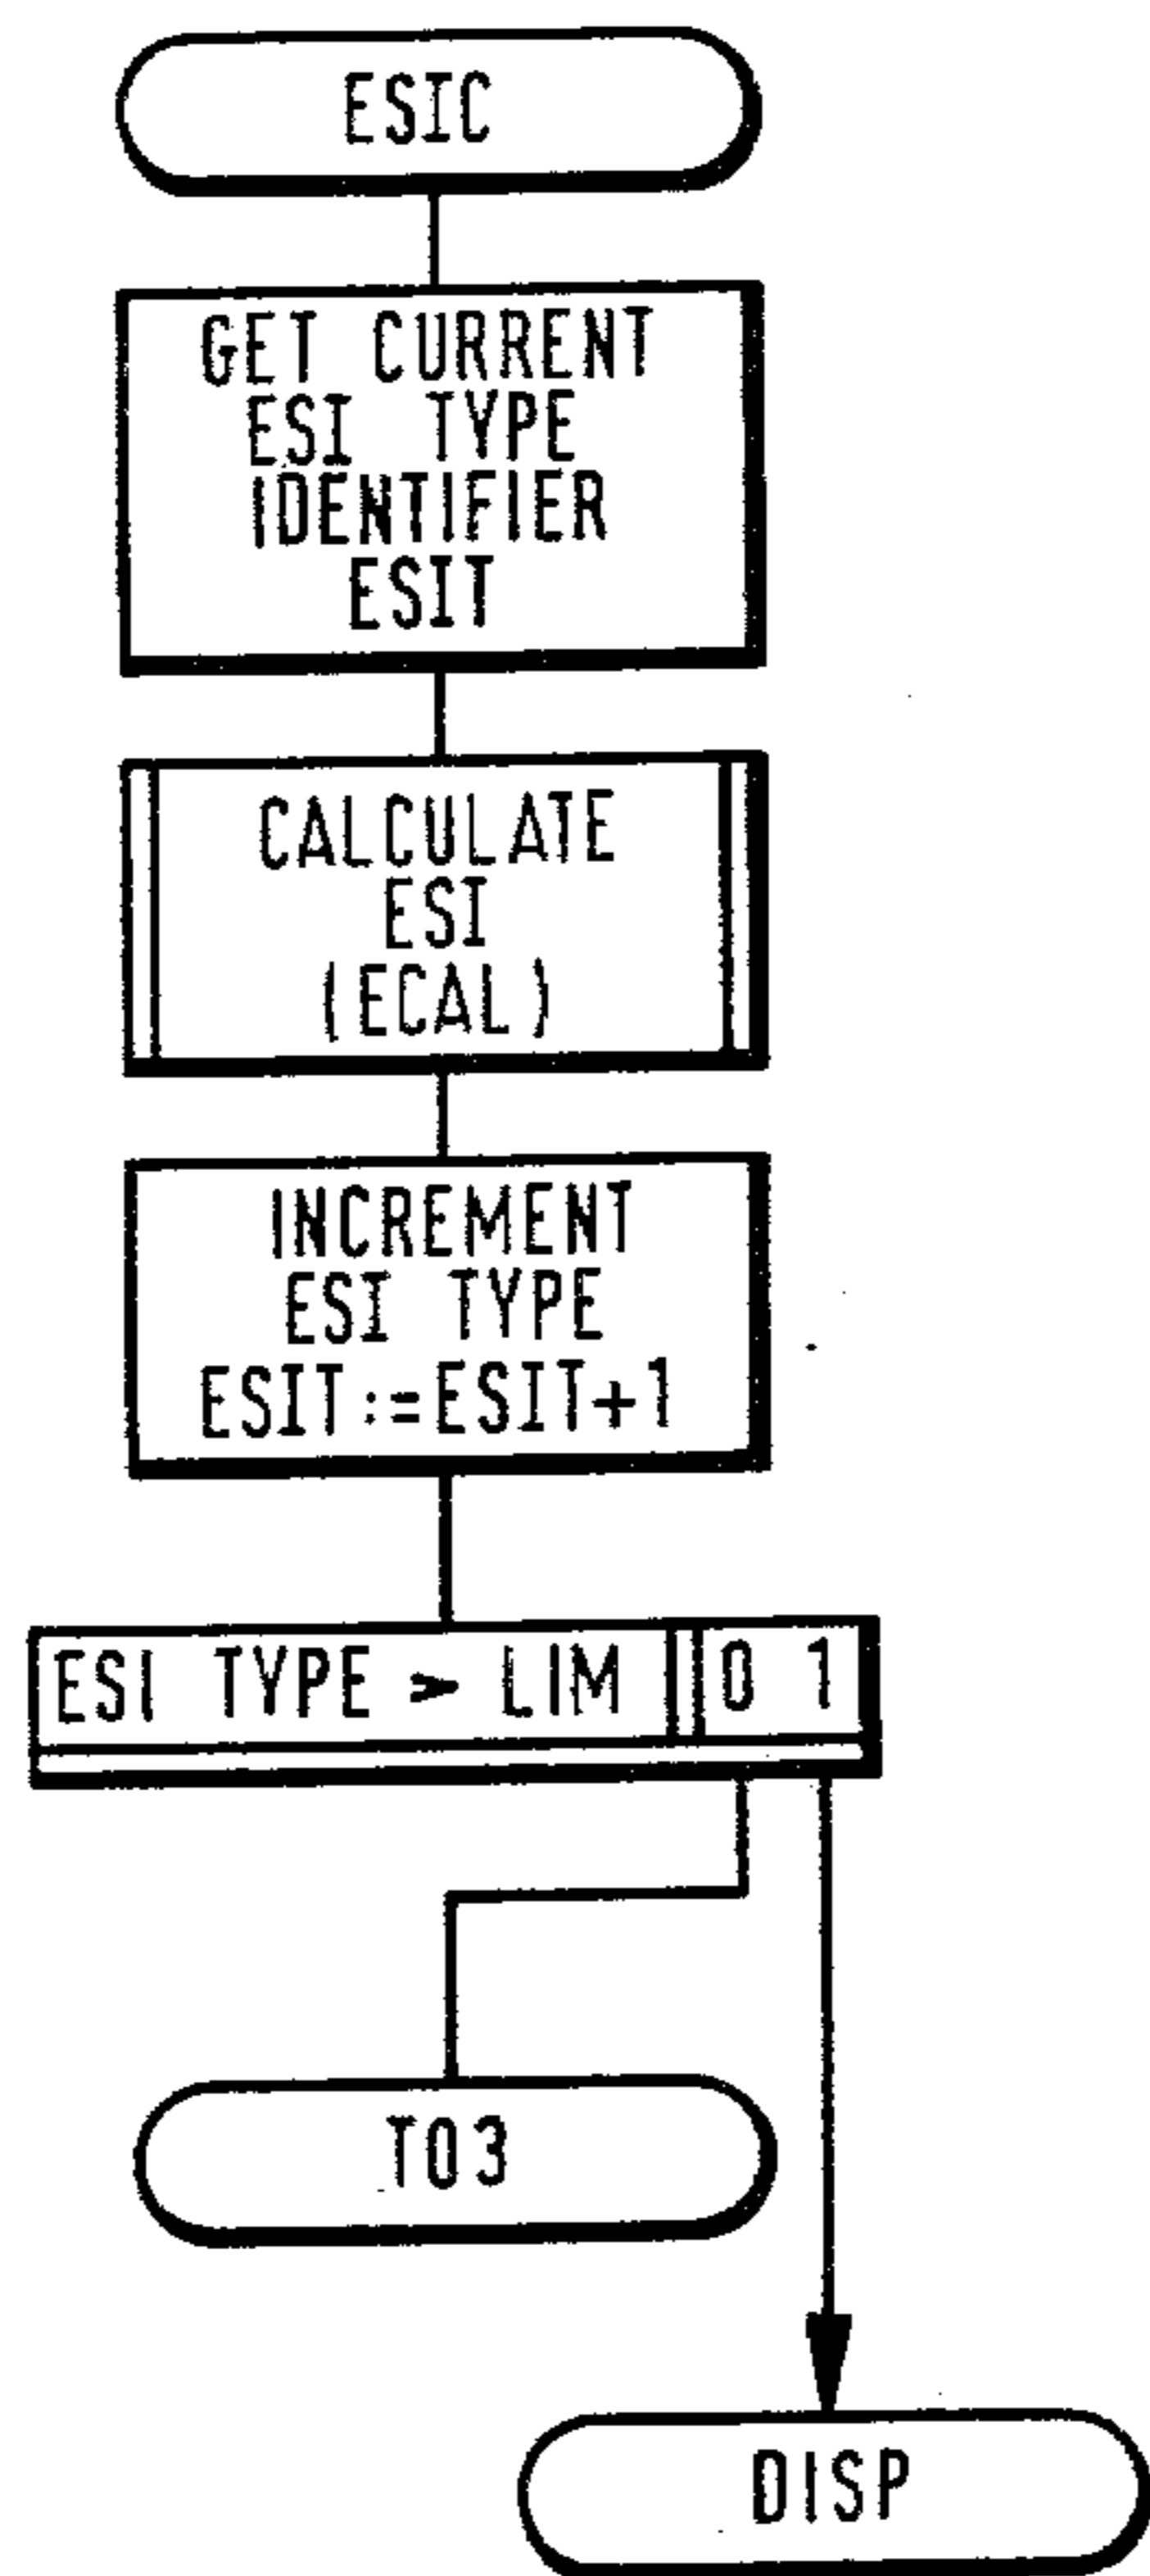 ESIC
GET CURRENT
ESI TYPE
IDENTIFIER
ESIT
CALCULATE
ESI
(ECAL)
INCREMENT
ESI TYPE
ESIT:=ESIT+1
ESI TYPE > LIM 0 1
T03
DISP